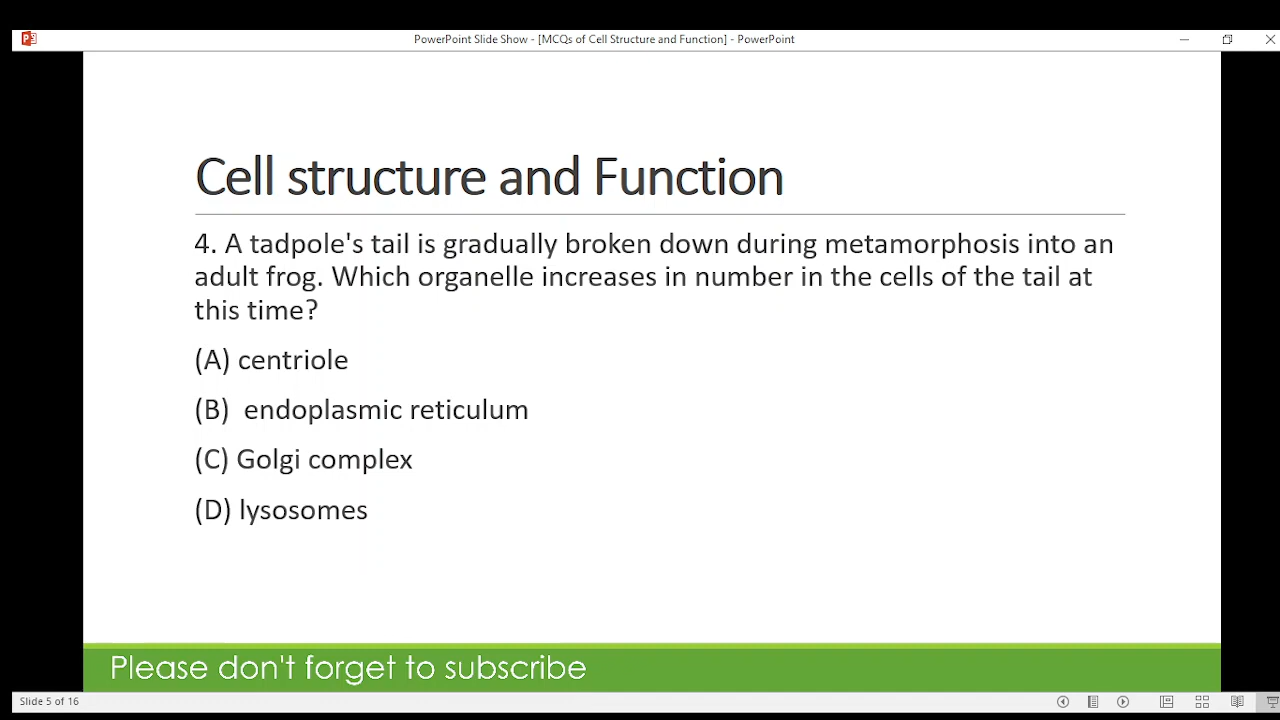 PowerPoint Slide Show - [MCQs of Cell Structure and Function] - PowerPoint
Cell structure and Function
4. A tadpole's tail is gradually broken down during metamorphosis into an
adult frog. Which organelle increases in number in the cells of the tail at
this time?
(A) centriole
(B) endoplasmic reticulum
(C) Golgi complex
(D) lysosomes
Please don't forget to subscribe
Slide 5 of 16